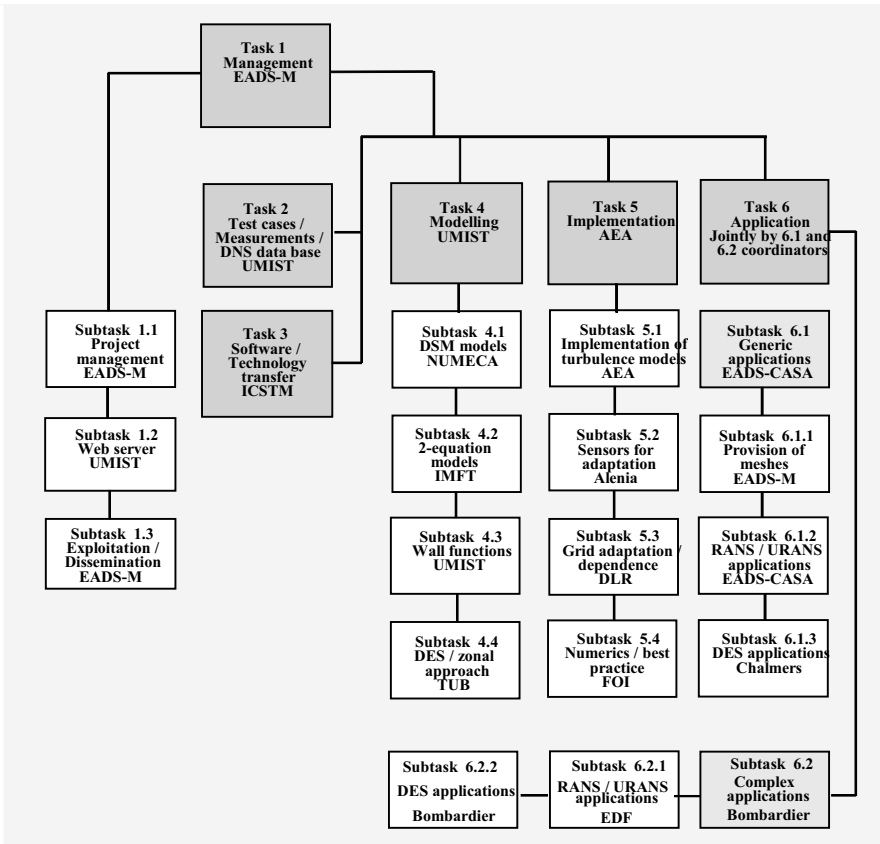 Task 1
Management
EADS-M
Task 2
Test cases /
Measurements /
DNS data base
UMIST
Task 4
Modelling
UMIST
Task 5
Implementation
AEA
Task 6
Application
Jointly by 6.1 and
6.2 coordinators
Task 3
Software /
Technology
transfer
ICSTM
Subtask 1.1
Project
management
EADS-M
Subtask 1.2
Web server
UMIST
Subtask 1.3
Exploitation /
Dissemination
EADS-M
Subtask 4.1
DSM models
NUMECA
Subtask 4.2
2-equation
models
IMFT
Subtask 4.3
Wall functions
UMIST
Subtask 4.4
DES / zonal
approach
TUB
Subtask 5.1
Implementation of
turbulence models
AEA
Subtask 5.2
Sensors for
adaptation
Alenia
Subtask 5.3
Grid adaptation /
dependence
DLR
Subtask 5.4
Numerics / best
practice
FOI
Subtask 6.1
Generic
applications
EADS-CASA
Subtask 6.1.1
Provision of
meshes
EADS-M
Subtask 6.1.2
RANS / URANS
applications
EADS-CASA
Subtask 6.1.3
DES applications
Chalmers
Subtask 6.2.2
DES applications
Bombardier
Subtask 6.2.1
RANS / URANS
applications
EDF
Subtask 6.2
Complex
applications
Bombardier